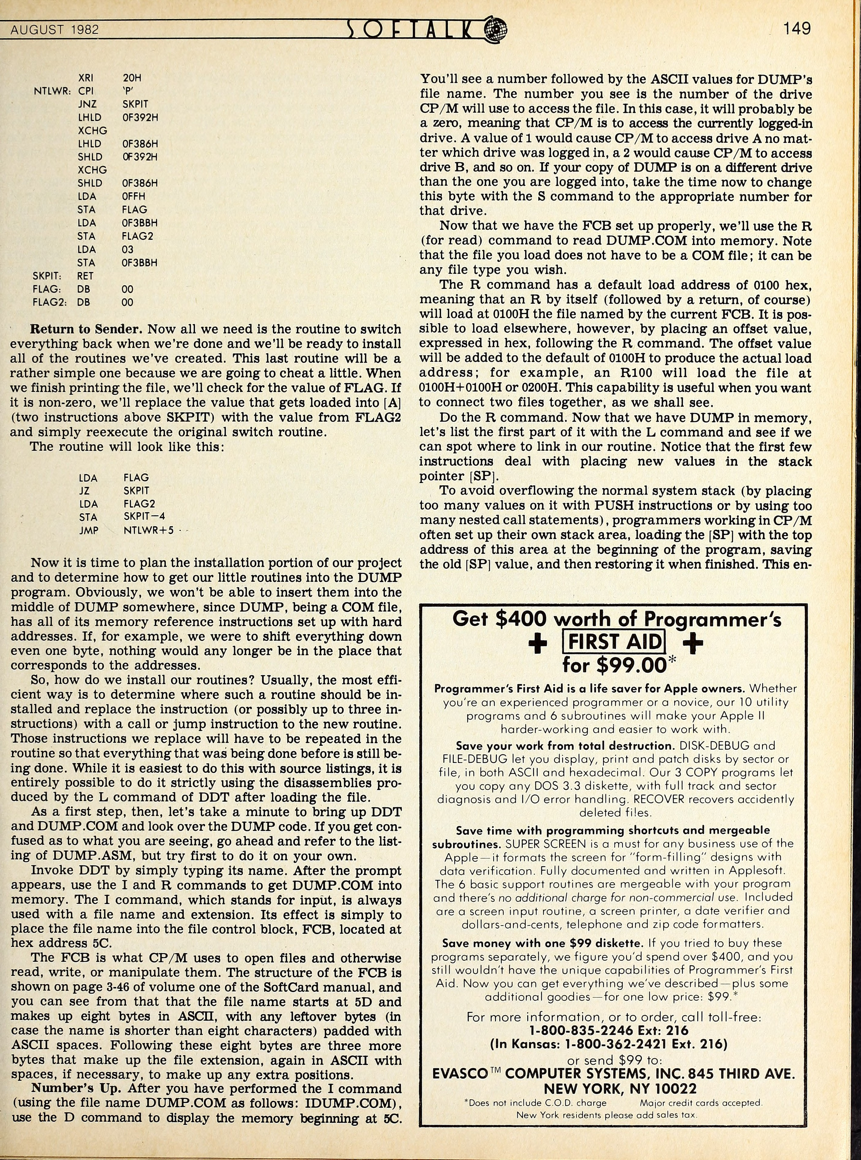 AUGUST 1982
SOFTALK
149
XRI 20H
NTLWR: CPI 'P'
JNZ SKPIT
LHLD 0F392H
XCHG
LHLD 0F386H
SHLD 0F392H
XCHG
SHLD 0F386H
LDA 0FFH
STA FLAG
LDA 0F3BBH
STA FLAG2
LDA 03
STA 0F3BBH
SKPIT: RET
FLAG: DB 00
FLAG2: DB 00
Return to Sender. Now all we need is the routine to switch
everything back when we're done and we'll be ready to install
all of the routines we've created. This last routine will be a
rather simple one because we are going to cheat a little. When
we finish printing the file, we'll check for the value of FLAG. If
it is non-zero, we'll replace the value that gets loaded into [A]
(two instructions above SKPIT) with the value from FLAG2
and simply reexecute the original switch routine.
The routine will look like this:
LDA FLAG
JZ SKPIT
LDA FLAG2
STA SKPIT−4
JMP NTLWR+5
Now it is time to plan the installation portion of our project
and to determine how to get our little routines into the DUMP
program. Obviously, we won't be able to insert them into the
middle of DUMP somewhere, since DUMP, being a COM file,
has all of its memory reference instructions set up with hard
addresses. If, for example, we were to shift everything down
even one byte, nothing would any longer be in the place that
corresponds to the addresses.
So, how do we install our routines? Usually, the most effi-
cient way is to determine where such a routine should be in-
stalled and replace the instruction (or possibly up to three in-
structions) with a call or jump instruction to the new routine.
Those instructions we replace will have to be repeated in the
routine so that everything that was being done before is still be-
ing done. While it is easiest to do this with source listings, it is
entirely possible to do it strictly using the disassemblies pro-
duced by the L command of DDT after loading the file.
As a first step, then, let's take a minute to bring up DDT
and DUMP.COM and look over the DUMP code. If you get con-
fused as to what you are seeing, go ahead and refer to the list-
ing of DUMP.ASM, but try first to do it on your own.
Invoke DDT by simply typing its name. After the prompt
appears, use the I and R commands to get DUMP.COM into
memory. The I command, which stands for input, is always
used with a file name and extension. Its effect is simply to
place the file name into the file control block, FCB, located at
hex address 5C.
The FCB is what CP/M uses to open files and otherwise
read, write, or manipulate them. The structure of the FCB is
shown on page 3-46 of volume one of the SoftCard manual, and
you can see from that that the file name starts at 5D and
makes up eight bytes in ASCII, with any leftover bytes (in
case the name is shorter than eight characters) padded with
ASCII spaces. Following these eight bytes are three more
bytes that make up the file extension, again in ASCII with
spaces, if necessary, to make up any extra positions.
Number's Up. After you have performed the I command
(using the file name DUMP.COM as follows: IDUMP.COM),
use the D command to display the memory beginning at 5C.
You'll see a number followed by the ASCII values for DUMP's
file name. The number you see is the number of the drive
CP/M will use to access the file. In this case, it will probably be
a zero, meaning that CP/M is to access the currently logged-in
drive. A value of 1 would cause CP/M to access drive A no mat-
ter which drive was logged in, a 2 would cause CP/M to access
drive B, and so on. If your copy of DUMP is on a different drive
than the one you are logged into, take the time now to change
this byte with the S command to the appropriate number for
that drive.
Now that we have the FCB set up properly, we'll use the R
(for read) command to read DUMP.COM into memory. Note
that the file you load does not have to be a COM file; it can be
any file type you wish.
The R command has a default load address of 0100 hex,
meaning that an R by itself (followed by a return, of course)
will load at 0100H the file named by the current FCB. It is pos-
sible to load elsewhere, however, by placing an offset value,
expressed in hex, following the R command. The offset value
will be added to the default of 0100H to produce the actual load
address; for example, an R100 will load the file at
0100H+0100H or 0200H. This capability is useful when you want
to connect two files together, as we shall see.
Do the R command. Now that we have DUMP in memory,
let's list the first part of it with the L command and see if we
can spot where to link in our routine. Notice that the first few
instructions deal with placing new values in the stack
pointer [SP].
To avoid overflowing the normal system stack (by placing
too many values on it with PUSH instructions or by using too
many nested call statements), programmers working in CP/M
often set up their own stack area, loading the [SP] with the top
address of this area at the beginning of the program, saving
the old [SP] value, and then restoring it when finished. This en-
Get $400 worth of Programmer's
+ FIRST AID +
for $99.00*
Programmer's First Aid is a life saver for Apple owners. Whether
you're an experienced programmer or a novice, our 10 utility
programs and 6 subroutines will make your Apple II
harder-working and easier to work with.
Save your work from total destruction. DISK-DEBUG and
FILE-DEBUG let you display, print and patch disks by sector or
file, in both ASCII and hexadecimal. Our 3 COPY programs let
you copy any DOS 3.3 diskette, with full track and sector
diagnosis and I/O error handling. RECOVER recovers accidently
deleted files.
Save time with programming shortcuts and mergeable
subroutines. SUPER SCREEN is a must for any business use of the
Apple—it formats the screen for "form-filling" designs with
data verification. Fully documented and written in Applesoft.
The 6 basic support routines are mergeable with your program
and there's no additional charge for non-commercial use. Included
are a screen input routine, a screen printer, a date verifier and
dollars-and-cents, telephone and zip code formatters.
Save money with one $99 diskette. If you tried to buy these
programs separately, we figure you'd spend over $400, and you
still wouldn't have the unique capabilities of Programmer's First
Aid. Now you can get everything we've described—plus some
additional goodies—for one low price: $99.*
For more information, or to order, call toll-free:
1-800-835-2246 Ext: 216
(In Kansas: 1-800-362-2421 Ext. 216)
or send $99 to:
EVASCO™ COMPUTER SYSTEMS, INC. 845 THIRD AVE.
NEW YORK, NY 10022
*Does not include C.O.D. charge Major credit cards accepted.
New York residents please add sales tax.